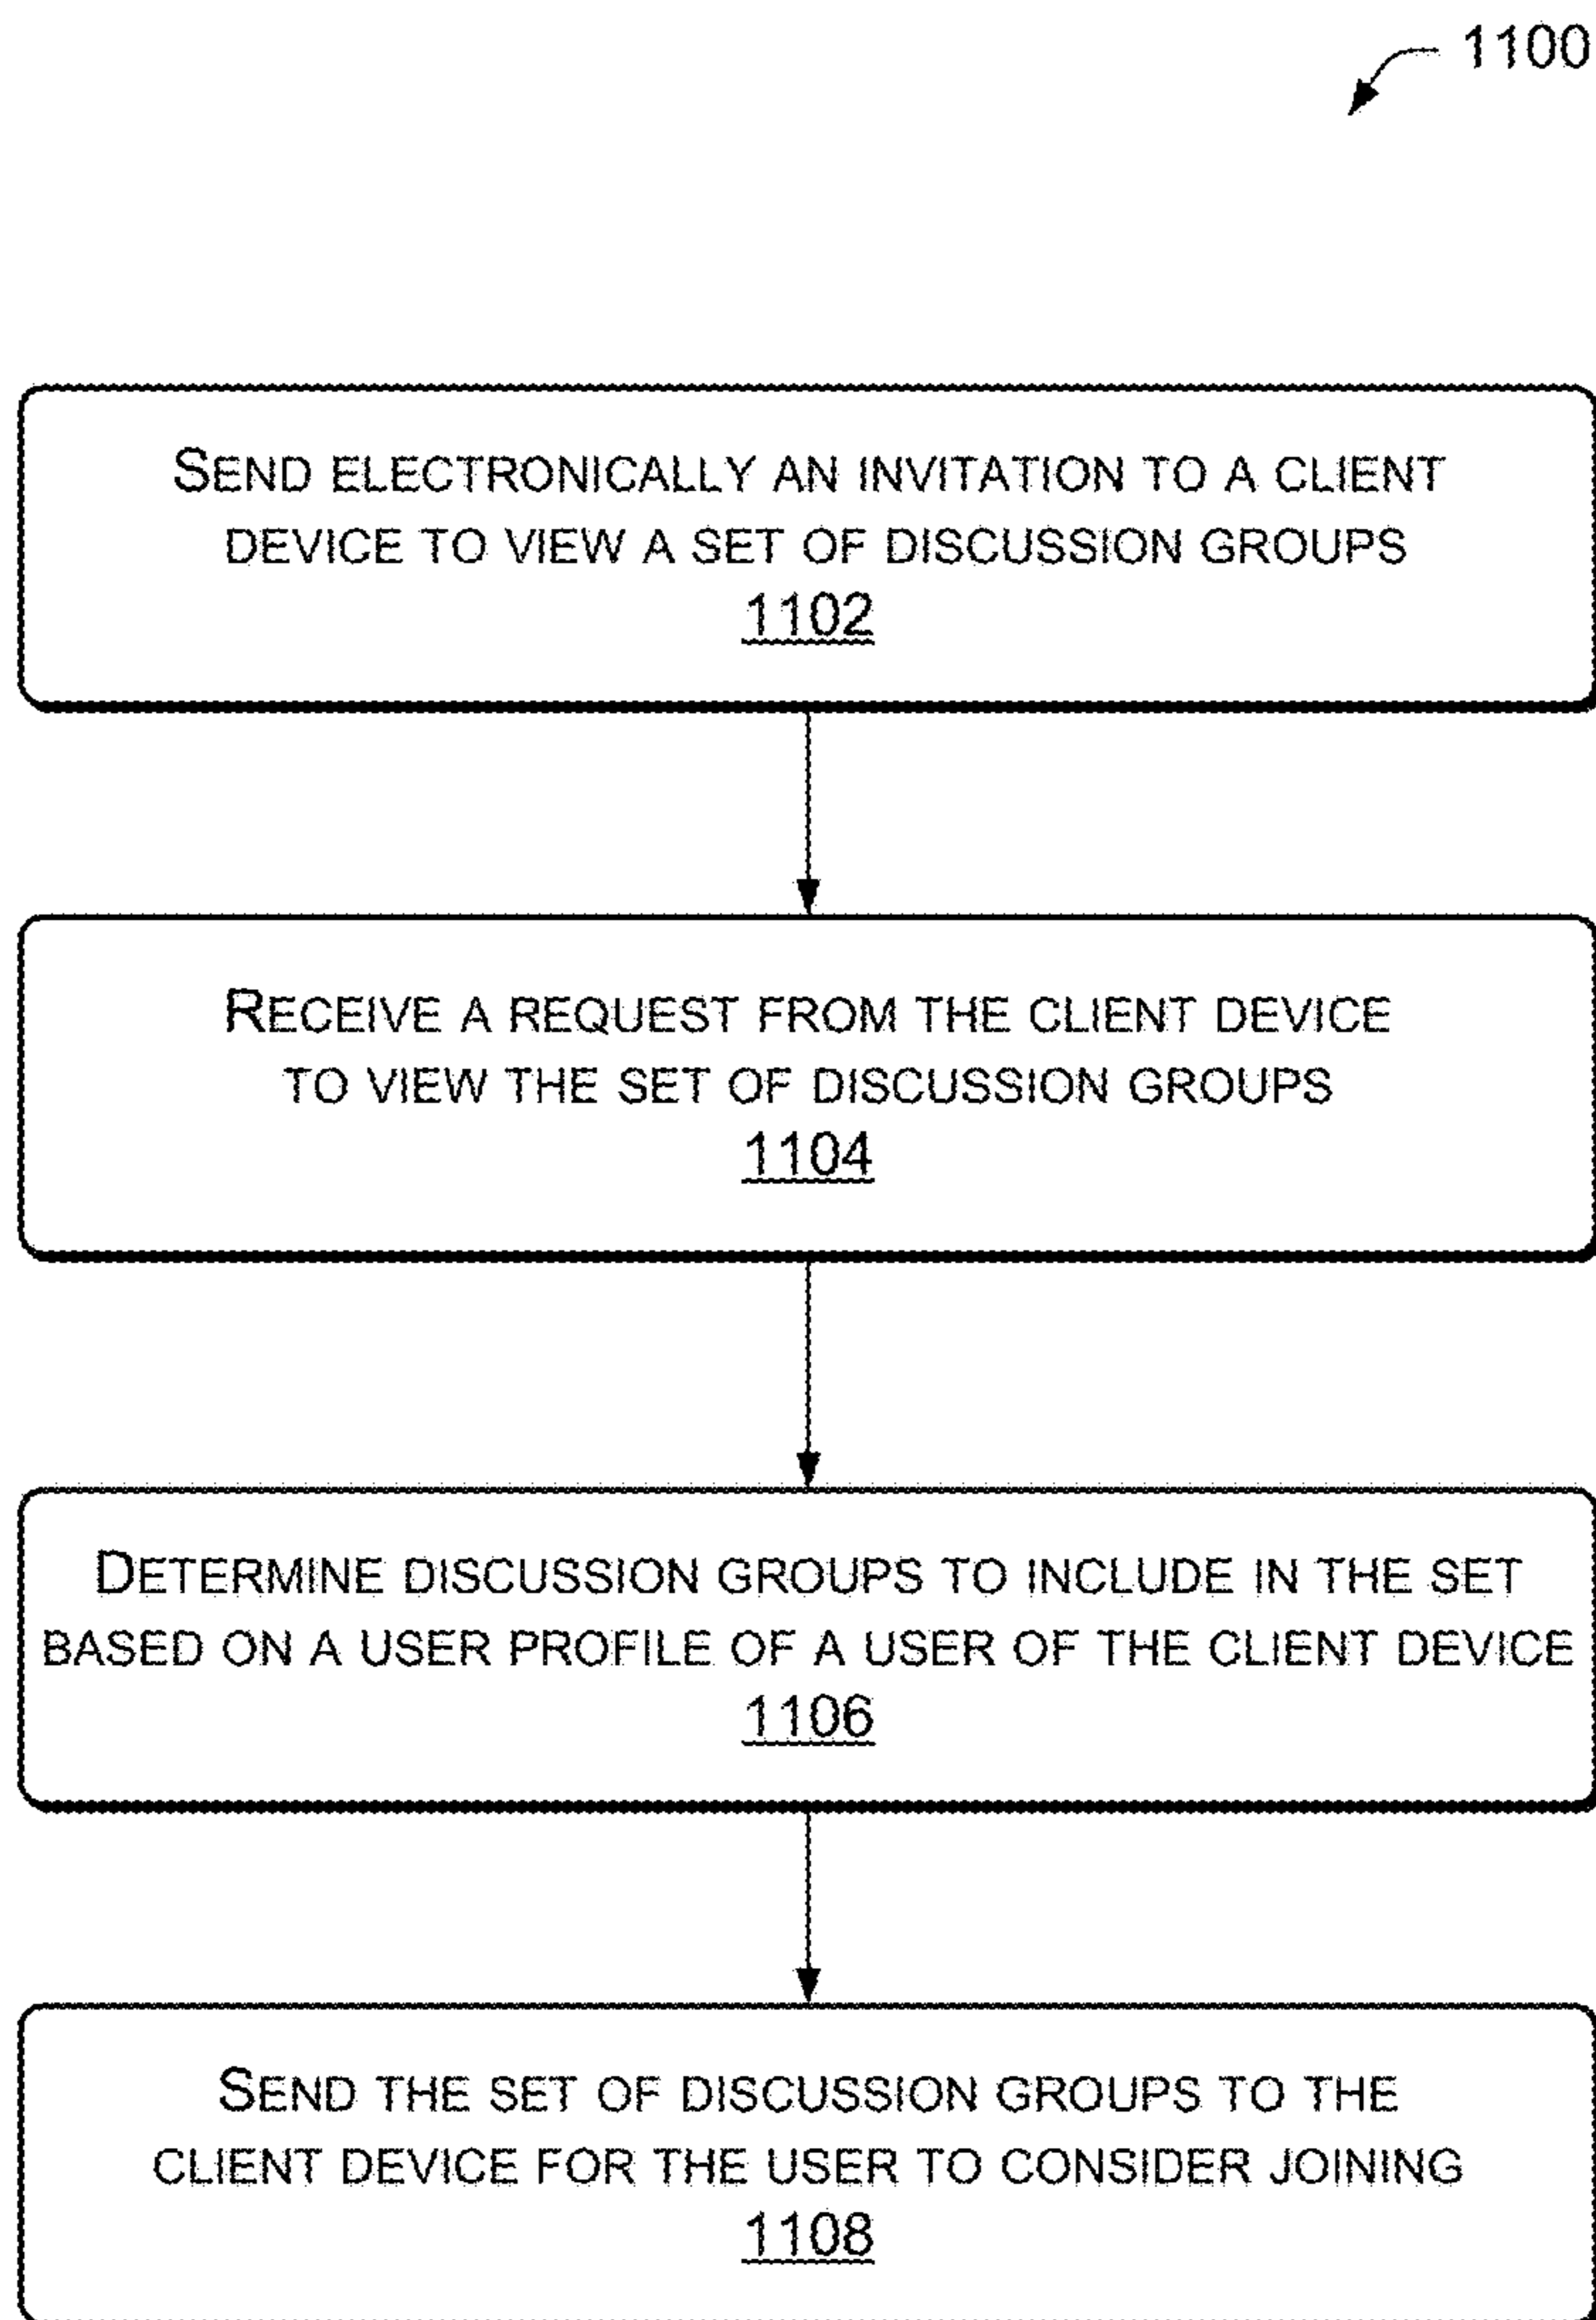 1100
SEND ELECTRONICALLY AN INVITATION TO A CLIENT
DEVICE TO VIEW A SET OF DISCUSSION GROUPS
1102
RECEIVE A REQUEST FROM THE CLIENT DEVICE
TO VIEW THE SET OF DISCUSSION GROUPS
1104
DETERMINE DISCUSSION GROUPS TO INCLUDE IN THE SET
BASED ON A USER PROFILE OF A USER OF THE CLIENT DEVICE
1106
SEND THE SET OF DISCUSSION GROUPS TO THE
CLIENT DEVICE FOR THE USER TO CONSIDER JOINING
1108